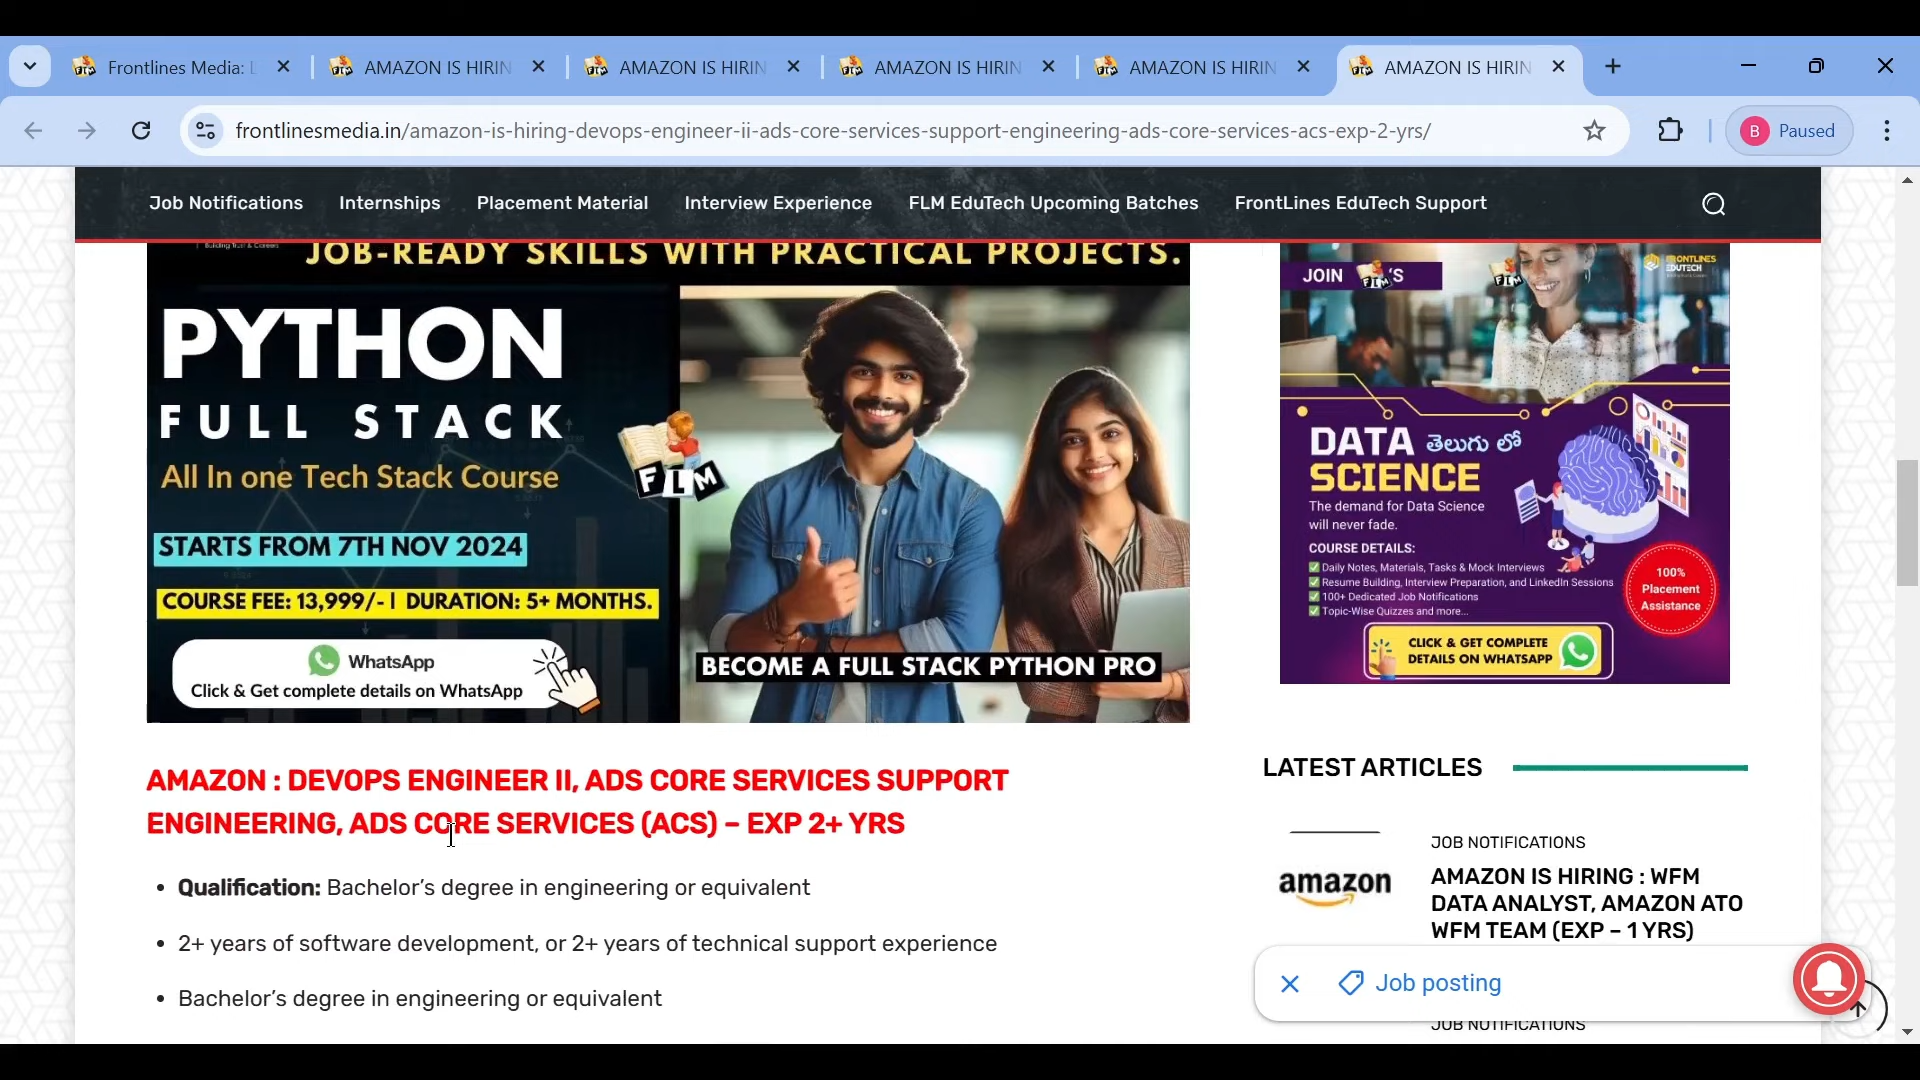 Frontlines Media:
AMAZON IS HIRIN
AMAZON IS HIRIN
AMAZON IS HIRIN
AMAZON IS HIRIN
AMAZON IS HIRIN
frontlinesmedia.in/amazon-is-hiring-devops-engineer-ii-ads-core-services-support-engineering-ads-core-services-acs-exp-2-yrs/
B Paused
Job Notifications Internships Placement Material Interview Experience FLM EduTech Upcoming Batches FrontLines EduTech Support
Building Trust & Careers
JOB-READY SKILLS WITH PRACTICAL PROJECTS.
PYTHON
FULL STACK
All In one Tech Stack Course
FLM
STARTS FROM 7TH NOV 2024
COURSE FEE: 13,999/- I DURATION: 5+ MONTHS.
WhatsApp
Click & Get complete details on WhatsApp
BECOME A FULL STACK PYTHON PRO
AMAZON : DEVOPS ENGINEER II, ADS CORE SERVICES SUPPORT
ENGINEERING, ADS CORE SERVICES (ACS) – EXP 2+ YRS
• Qualification: Bachelor’s degree in engineering or equivalent
• 2+ years of software development, or 2+ years of technical support experience
• Bachelor’s degree in engineering or equivalent
JOIN FLM'S
FRONTLINES
EDUTECH
DATA తెలుగు లో
SCIENCE
The demand for Data Science
will never fade.
COURSE DETAILS:
Daily Notes, Materials, Tasks & Mock Interviews
Resume Building, Interview Preparation, and LinkedIn Sessions
100+ Dedicated Job Notifications
Topic-Wise Quizzes and more...
100%
Placement
Assistance
CLICK & GET COMPLETE
DETAILS ON WHATSAPP
LATEST ARTICLES
JOB NOTIFICATIONS
amazon
AMAZON IS HIRING : WFM
DATA ANALYST, AMAZON ATO
WFM TEAM (EXP – 1 YRS)
Job posting
JOB NOTIFICATIONS